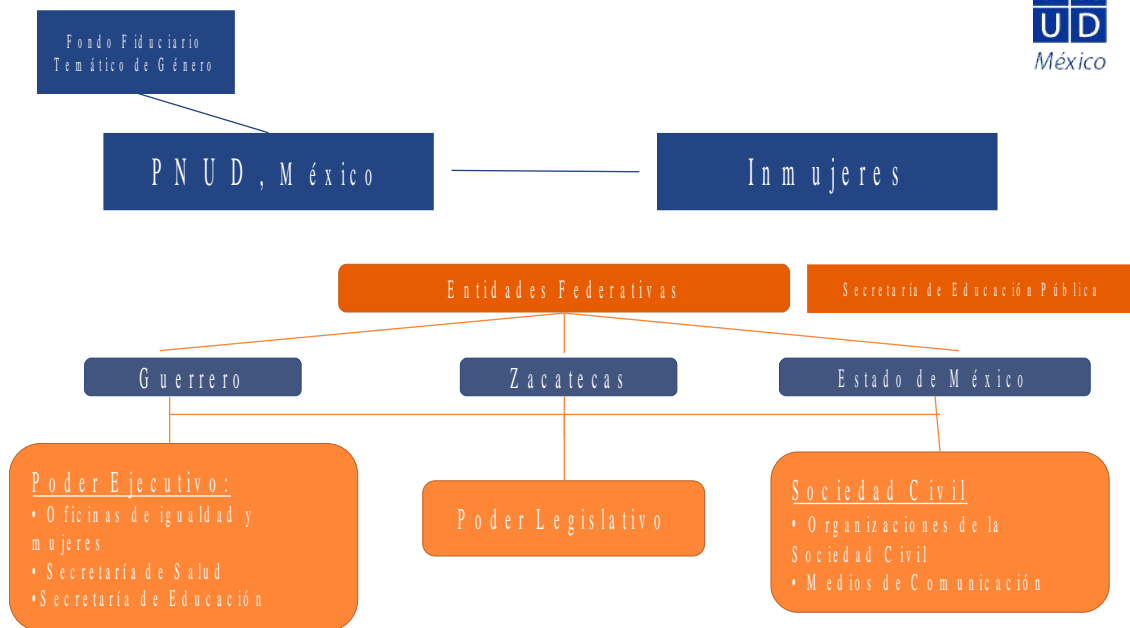 Fondo Fiduciario
Temático de Género
U D
México
PNUD, México
Inmujeres
Entidades Federativas
Secretaría de Educación Pública
Guerrero
Zacatecas
Estado de México
Poder Ejecutivo:
• Oficinas de igualdad y
mujeres
• Secretaría de Salud
•Secretaría de Educación
Poder Legislativo
Sociedad Civil
• Organizaciones de la
Sociedad Civil
• Medios de Comunicación